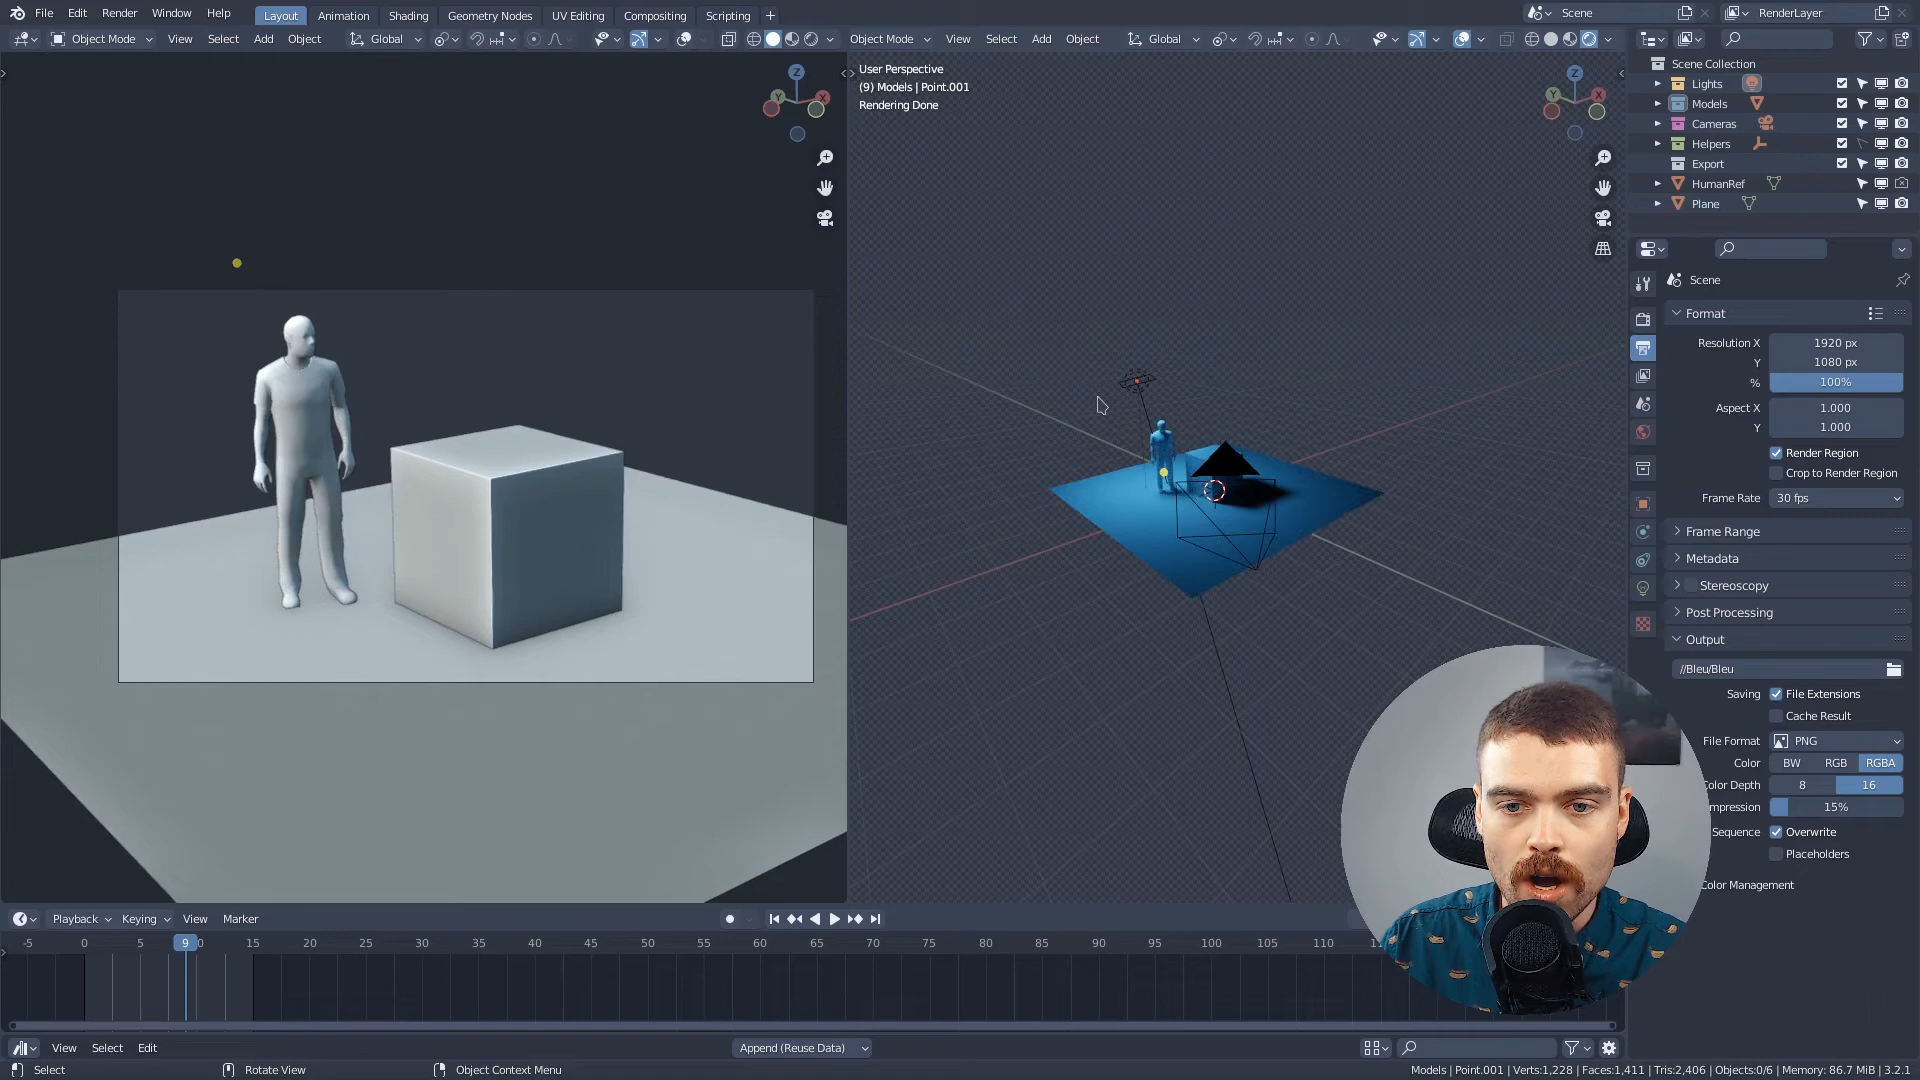 File Edit Render Window Help Layout Animation Shading Geometry Nodes UV Editing Compositing Scripting + Scene RenderLayer
Object Mode View Select Add Object Global Object Mode View Select Add Object Global
User Perspective
(9) Models | Point.001
Rendering Done
Z
Y
X
Z
Y
X
Scene Collection
Lights
Models
Cameras
Helpers
Export
HumanRef
Plane
Scene
Format
Resolution X 1920 px
Y 1080 px
% 100%
Aspect X 1.000
Y 1.000
Render Region
Crop to Render Region
Frame Rate 30 fps
Frame Range
Metadata
Stereoscopy
Post Processing
Output
//Bleu/Bleu
Saving File Extensions
Cache Result
File Format PNG
Color BW RGB RGBA
Color Depth 8 16
mpression 15%
Sequence Overwrite
Placeholders
Color Management
Playback Keying View Marker
-5 0 5 9 0 15 20 25 30 35 40 45 50 55 60 65 70 75 80 85 90 95 100 105 110
View Select Edit Append (Reuse Data)
Select Rotate View Object Context Menu Models | Point.001 | Verts:1,228 | Faces:1,411 | Tris:2,406 | Objects:0/6 | Memory: 86.7 MiB | 3.2.1